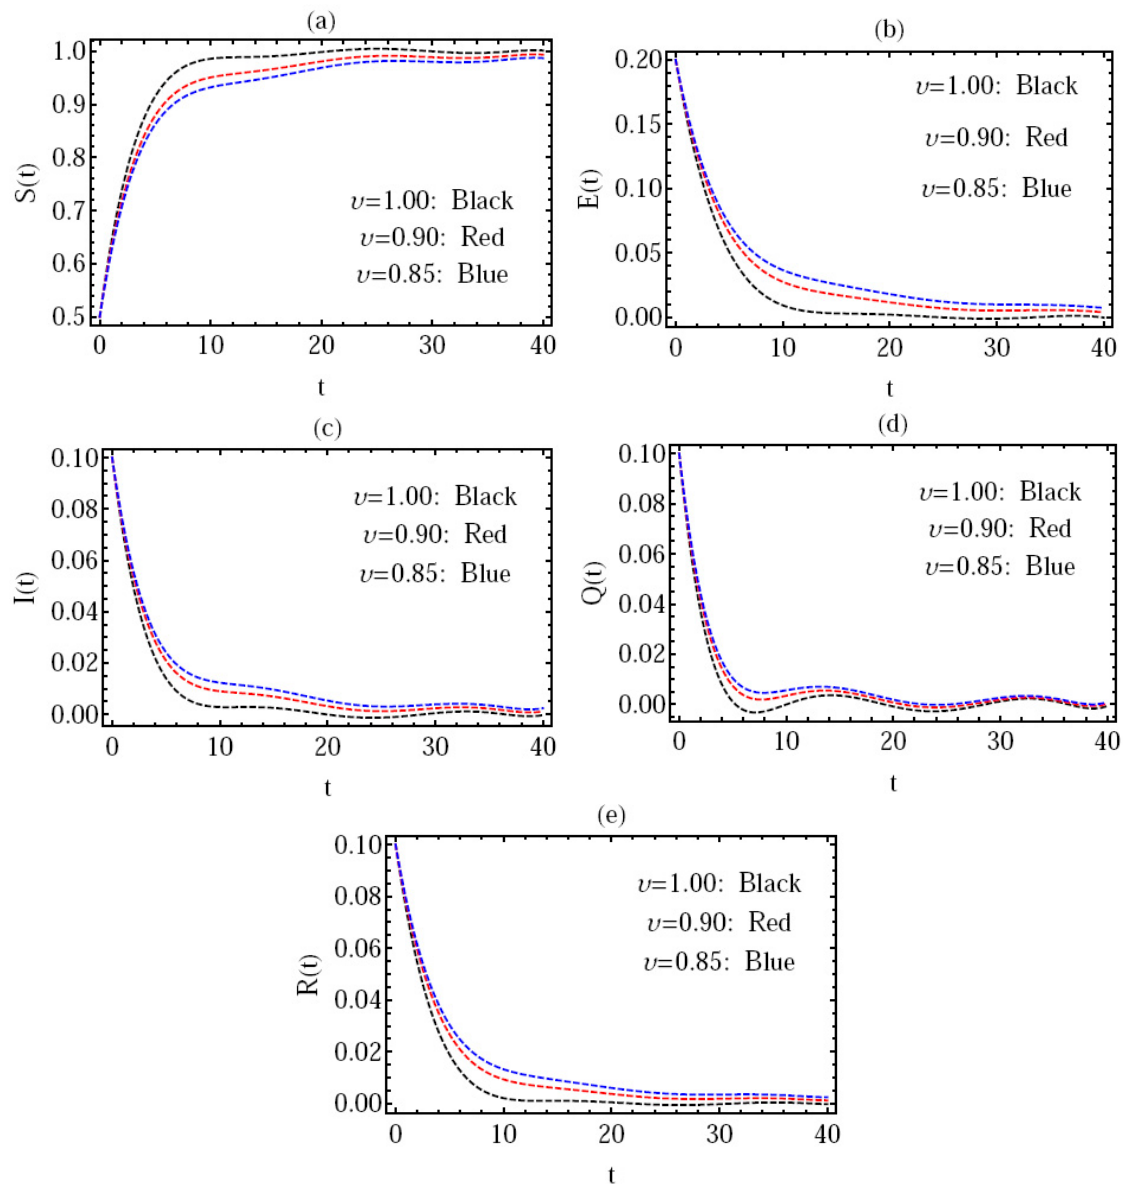 (a)
S(t)
1.0
0.9
0.8
0.7
0.6
0.5
υ=1.00: Black
υ=0.90: Red
υ=0.85: Blue
0 10 20 30 40
t
(b)
E(t)
0.20
0.15
0.10
0.05
0.00
υ=1.00: Black
υ=0.90: Red
υ=0.85: Blue
0 10 20 30 40
t
(c)
I(t)
0.10
0.08
0.06
0.04
0.02
0.00
υ=1.00: Black
υ=0.90: Red
υ=0.85: Blue
0 10 20 30 40
t
(d)
Q(t)
0.10
0.08
0.06
0.04
0.02
0.00
υ=1.00: Black
υ=0.90: Red
υ=0.85: Blue
0 10 20 30 40
t
(e)
R(t)
0.10
0.08
0.06
0.04
0.02
0.00
υ=1.00: Black
υ=0.90: Red
υ=0.85: Blue
0 10 20 30 40
t